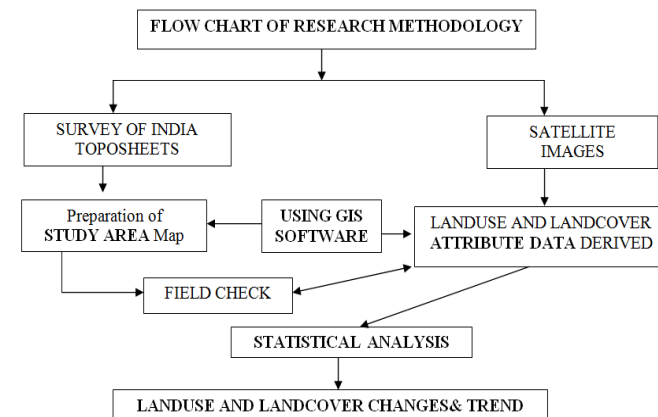 FLOW CHART OF RESEARCH METHODOLOGY
SURVEY OF INDIA
TOPOSHEETS
SATELLITE
IMAGES
Preparation of
STUDY AREA Map
USING GIS
SOFTWARE
LANDUSE AND LANDCOVER
ATTRIBUTE DATA DERIVED
FIELD CHECK
STATISTICAL ANALYSIS
LANDUSE AND LANDCOVER CHANGES& TREND